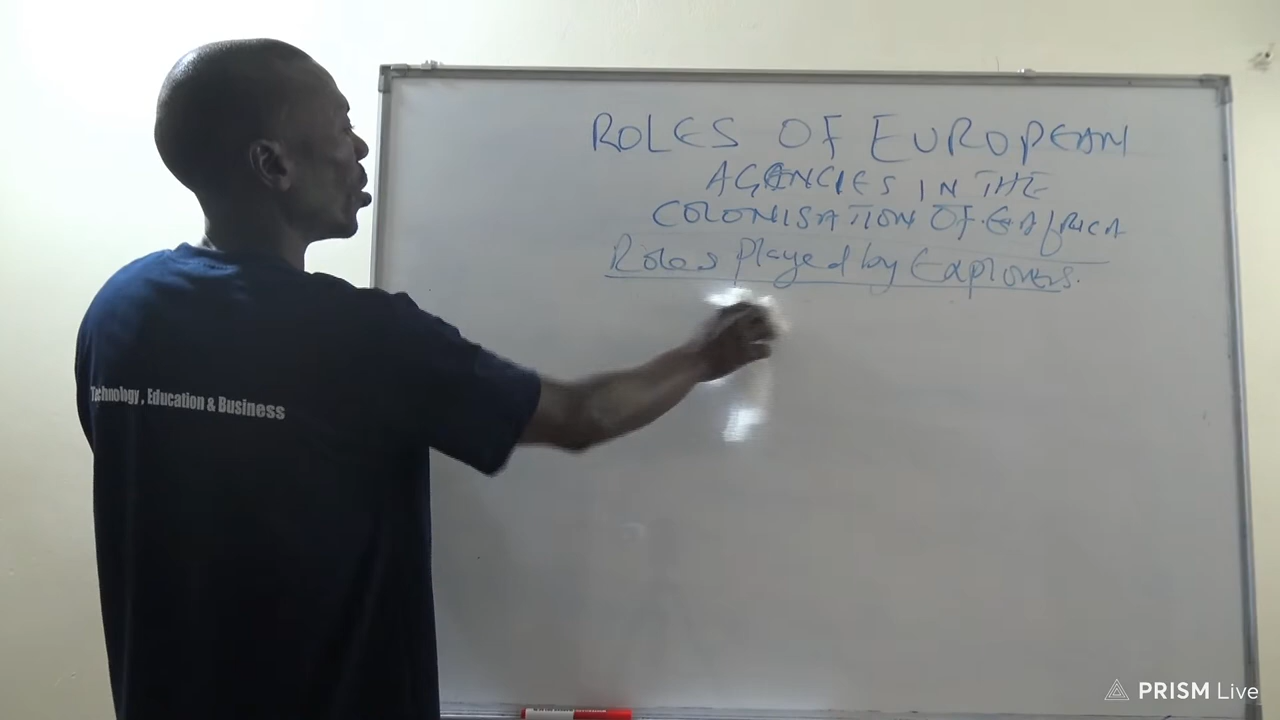 ROLES OF EUROPEAN
AGENCIES IN THE
COLONISATION OF E. AFRICA
Roles Played by Explorers.
Technology, Education & Business
PRISM Live